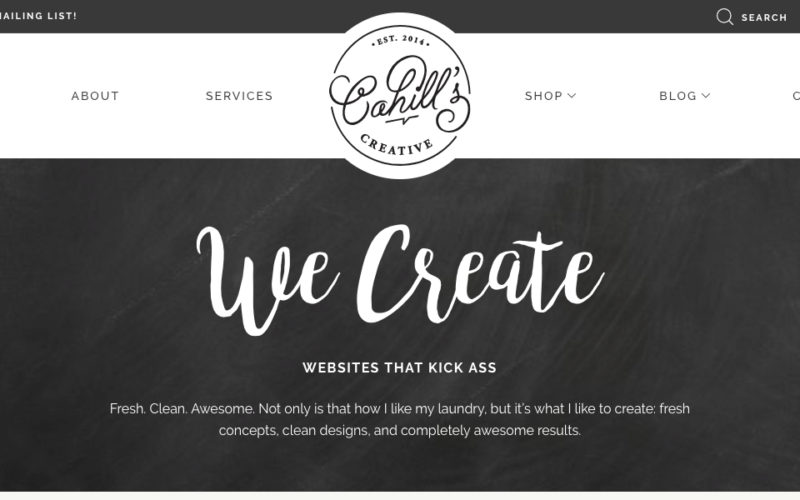 MAILING LIST!
SEARCH
ABOUT
SERVICES
• EST. 2014 •
Cahill's
CREATIVE
SHOP
BLOG
We Create
WEBSITES THAT KICK ASS
Fresh. Clean. Awesome. Not only is that how I like my laundry, but it's what I like to create: fresh
concepts, clean designs, and completely awesome results.